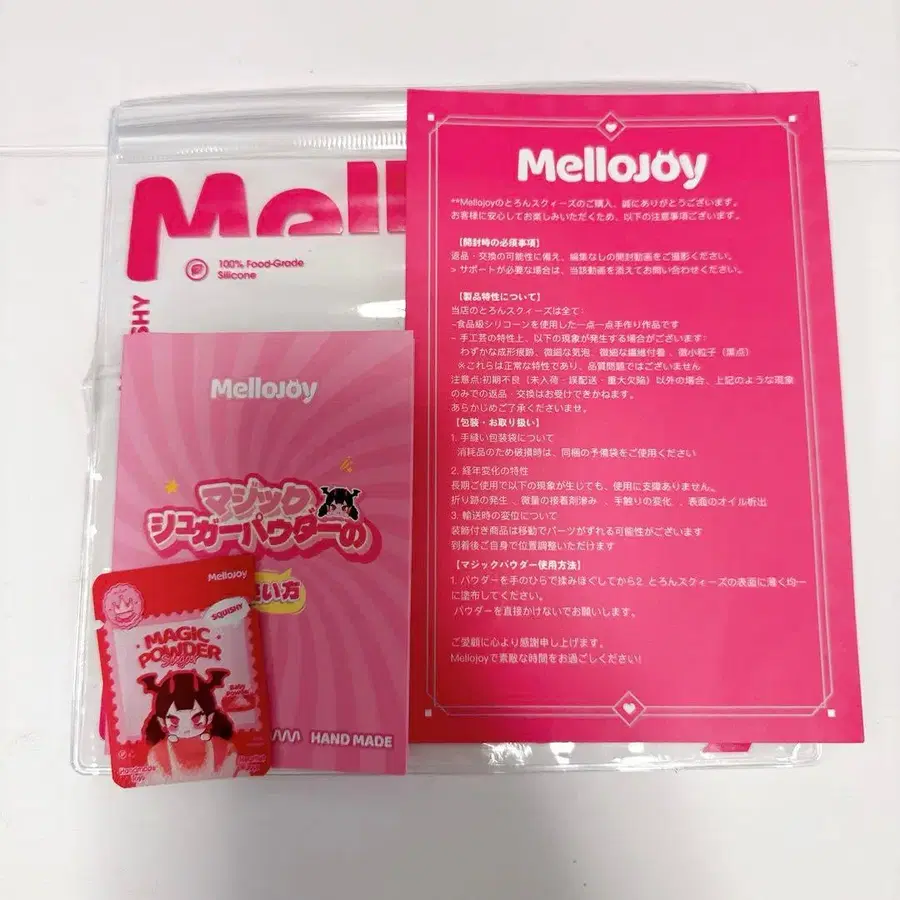 Mell
100% Food-Grade
Silicone
SHY
MelloJoy
**Mellojoyのとろんスクィーズのご購入、誠にありがとうございます。
お客様に安心してお楽しみいただくため、以下の注意事項ございます。
【開封時の必須事項】
返品・交換の可能性に備え、編集なしの開封動画をご撮影ください。
> サポートが必要な場合は、当該動画を添えてお問い合わせください。
【製品特性について】
当店のとろんスクィーズは全て:
–食品級シリコーンを使用した一点一点手作り作品です
– 手工芸の特性上、以下の現象が発生する場合がございます:
わずかな成形痕跡、微細な気泡、微細な繊維付着、微小粒子（黒点）
※これらは正常な特性であり、品質問題ではございません
注意点:初期不良（未入荷・誤配送・重大欠陥）以外の場合、上記のような現象
のみでの返品・交換はお受けできかねます。
あらかじめご了承くださいませ。
【包装・お取り扱い】
1. 手縫い包装袋について
消耗品のため破損時は、同梱の予備袋をご使用ください
2. 経年変化の特性
長期ご使用で以下の現象が生じても、使用に支障ありません。
折り跡の発生 、微量の接着剤滲み 、手触りの変化 、表面のオイル析出
3. 輸送時の変位について
装飾付き商品は移動でパーツがずれる可能性がございます
到着後ご自身で位置調整いただけます
【マジックパウダー使用方法】
1. パウダーを手のひらで揉みほぐしてから2. とろんスクィーズの表面に薄く均一
に塗布してください。
パウダーを直接かけないでお願いします。
ご愛顧に心より感謝申し上げます。
Mellojoyで素敵な時間をお過ごしください!
MelloJoy
マジック
シュガーパウダーの
い方
HAND MADE
MelloJoy
SQUISHY
MAGIC
POWDER
Sugar
Baby
Powder